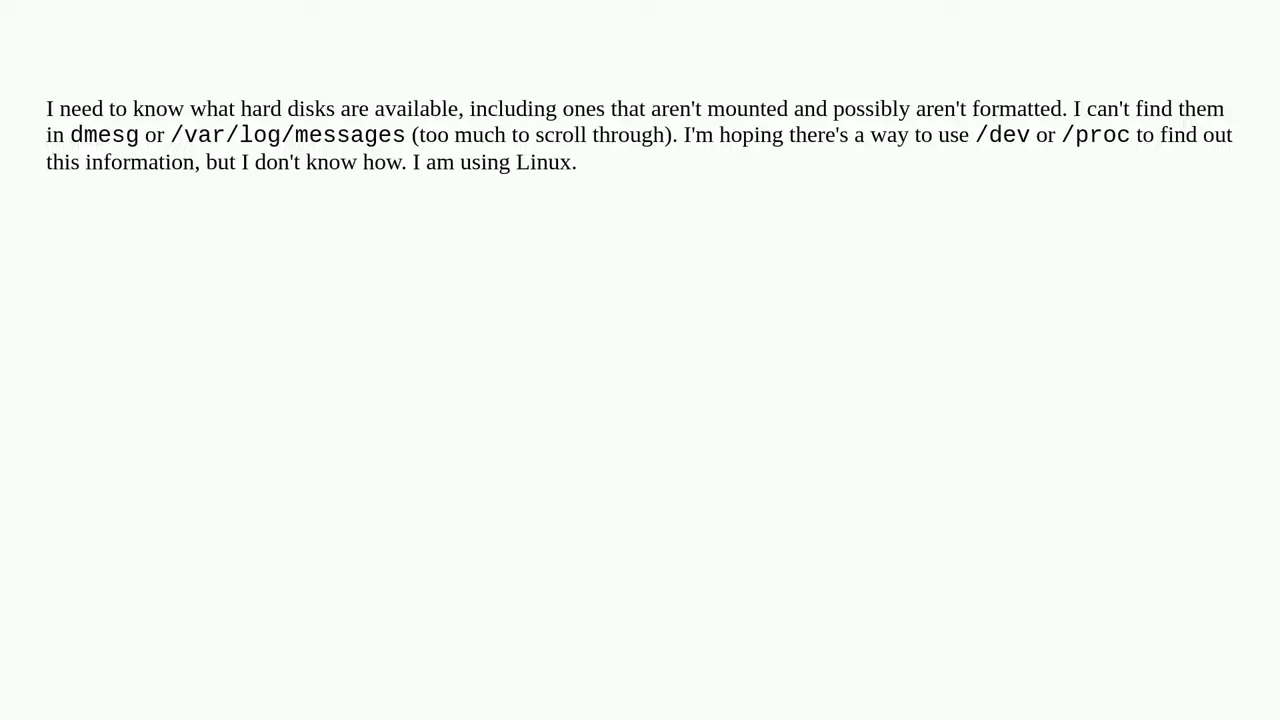 I need to know what hard disks are available, including ones that aren't mounted and possibly aren't formatted. I can't find them
in dmesg or /var/log/messages (too much to scroll through). I'm hoping there's a way to use /dev or /proc to find out
this information, but I don't know how. I am using Linux.